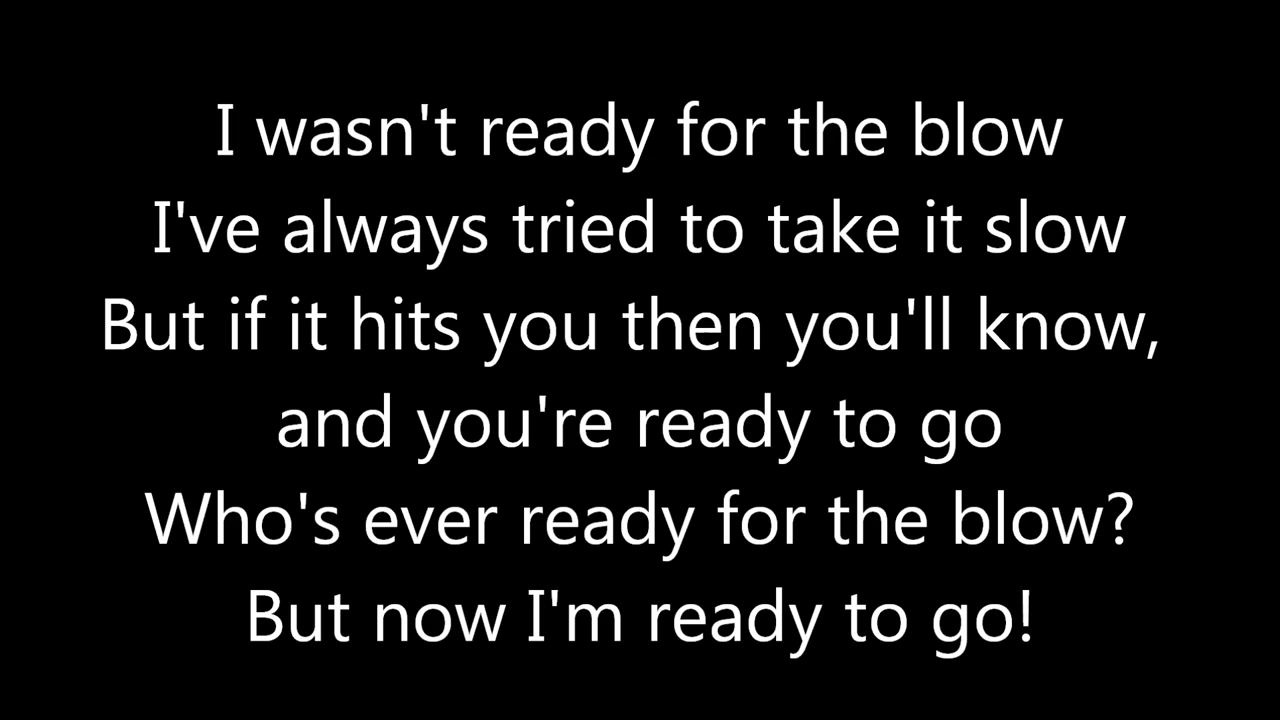 I wasn't ready for the blow
I've always tried to take it slow
But if it hits you then you'll know,
and you're ready to go
Who's ever ready for the blow?
But now I'm ready to go!